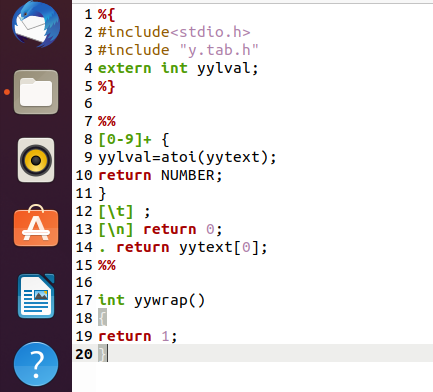 1 %{
2 #include<stdio.h>
3 #include "y.tab.h"
4 extern int yylval;
5 %}
6
7 %%
8 [0-9]+ {
9 yylval=atoi(yytext);
10 return NUMBER;
11 }
12 [\t] ;
13 [\n] return 0;
14 . return yytext[0];
15 %%
16
17 int yywrap()
18 {
19 return 1;
20 }